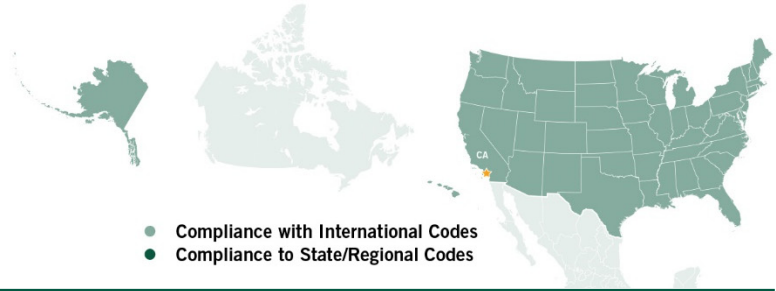 CA
Compliance with International Codes
Compliance to State/Regional Codes